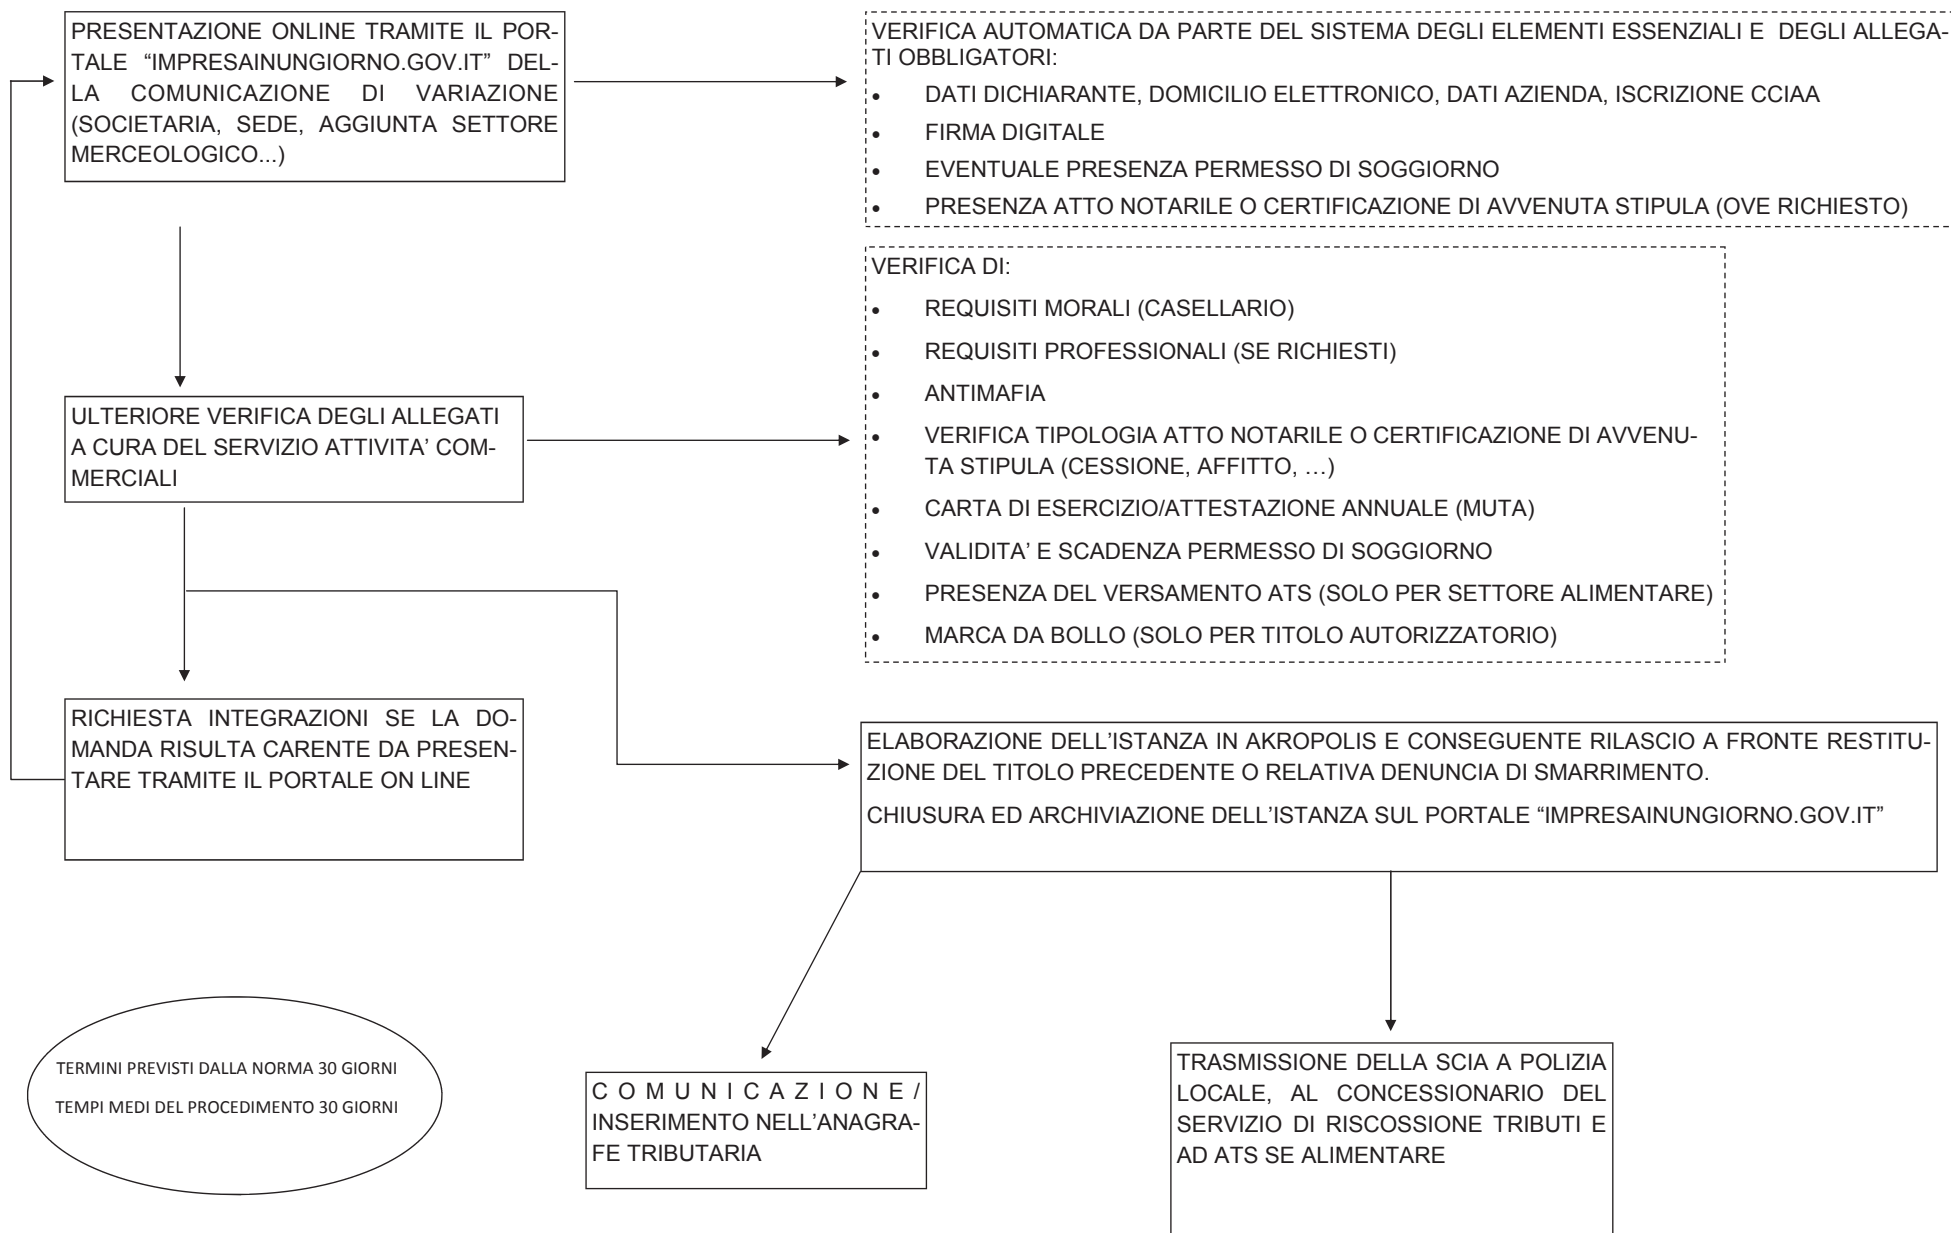 PRESENTAZIONE ONLINE TRAMITE IL POR-
TALE “IMPRESAINUNGIORNO.GOV.IT” DEL-
LA COMUNICAZIONE DI VARIAZIONE
(SOCIETARIA, SEDE, AGGIUNTA SETTORE
MERCEOLOGICO...)
VERIFICA AUTOMATICA DA PARTE DEL SISTEMA DEGLI ELEMENTI ESSENZIALI E DEGLI ALLEGA-
TI OBBLIGATORI:
• DATI DICHIARANTE, DOMICILIO ELETTRONICO, DATI AZIENDA, ISCRIZIONE CCIAA
• FIRMA DIGITALE
• EVENTUALE PRESENZA PERMESSO DI SOGGIORNO
• PRESENZA ATTO NOTARILE O CERTIFICAZIONE DI AVVENUTA STIPULA (OVE RICHIESTO)
ULTERIORE VERIFICA DEGLI ALLEGATI
A CURA DEL SERVIZIO ATTIVITA’ COM-
MERCIALI
VERIFICA DI:
• REQUISITI MORALI (CASELLARIO)
• REQUISITI PROFESSIONALI (SE RICHIESTI)
• ANTIMAFIA
• VERIFICA TIPOLOGIA ATTO NOTARILE O CERTIFICAZIONE DI AVVENU-
TA STIPULA (CESSIONE, AFFITTO, …)
• CARTA DI ESERCIZIO/ATTESTAZIONE ANNUALE (MUTA)
• VALIDITA’ E SCADENZA PERMESSO DI SOGGIORNO
• PRESENZA DEL VERSAMENTO ATS (SOLO PER SETTORE ALIMENTARE)
• MARCA DA BOLLO (SOLO PER TITOLO AUTORIZZATORIO)
RICHIESTA INTEGRAZIONI SE LA DO-
MANDA RISULTA CARENTE DA PRESEN-
TARE TRAMITE IL PORTALE ON LINE
ELABORAZIONE DELL’ISTANZA IN AKROPOLIS E CONSEGUENTE RILASCIO A FRONTE RESTITU-
ZIONE DEL TITOLO PRECEDENTE O RELATIVA DENUNCIA DI SMARRIMENTO.
CHIUSURA ED ARCHIVIAZIONE DELL’ISTANZA SUL PORTALE “IMPRESAINUNGIORNO.GOV.IT”
TERMINI PREVISTI DALLA NORMA 30 GIORNI
TEMPI MEDI DEL PROCEDIMENTO 30 GIORNI
COMUNICAZIONE/
INSERIMENTO NELL’ANAGRA-
FE TRIBUTARIA
TRASMISSIONE DELLA SCIA A POLIZIA
LOCALE, AL CONCESSIONARIO DEL
SERVIZIO DI RISCOSSIONE TRIBUTI E
AD ATS SE ALIMENTARE